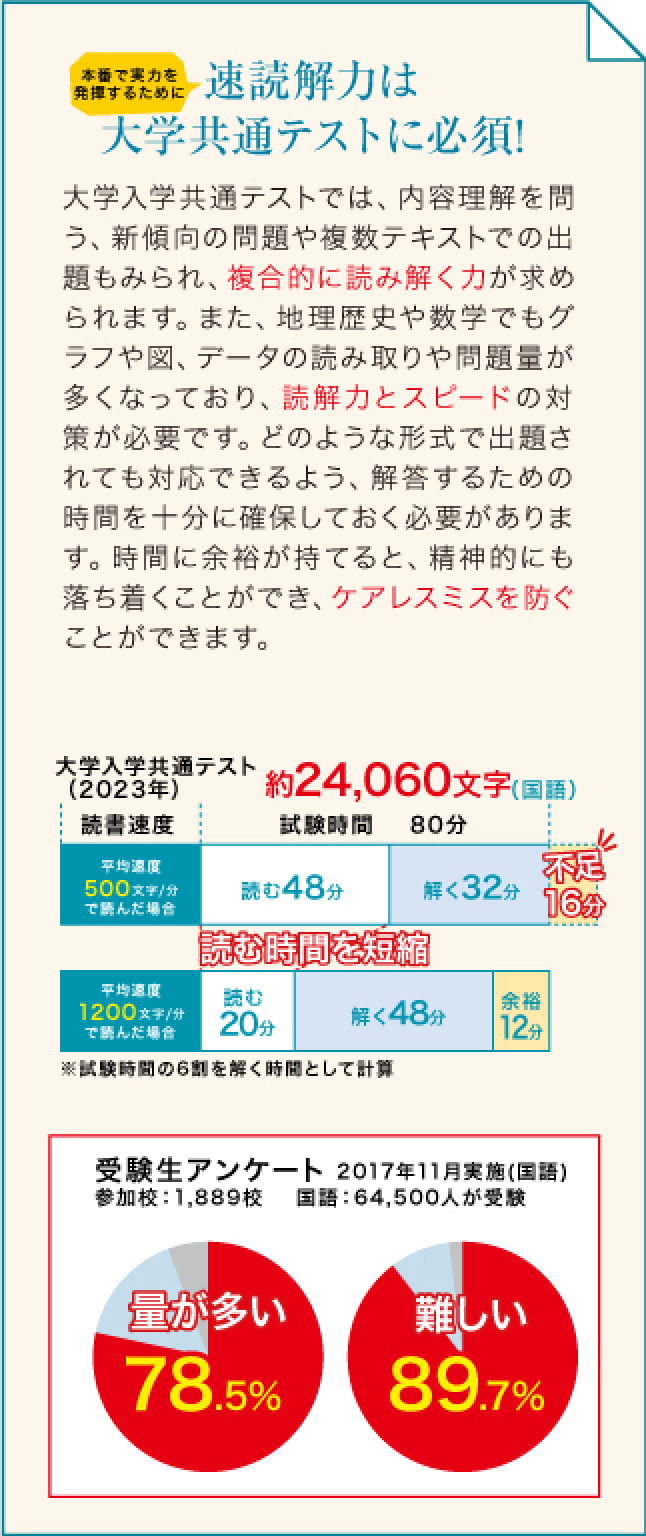 本番で実力を
発揮するために
速読解力は
大学共通テストに必須!
大学入学共通テストでは、内容理解を問
う、新傾向の問題や複数テキストでの出
題もみられ、複合的に読み解く力が求め
られます。また、地理歴史や数学でもグ
ラフや図、データの読み取りや問題量が
多くなっており、読解力とスピードの対
策が必要です。どのような形式で出題さ
れても対応できるよう、解答するための
時間を十分に確保しておく必要がありま
す。時間に余裕が持てると、精神的にも
落ち着くことができ、ケアレスミスを防ぐ
ことができます。
大学入学共通テスト
(2023年)
約24,060文字(国語)
読書速度
試験時間 80分
平均速度
500文字/分
で読んだ場合
読む48分
解く32分
不足
16分
読む時間を短縮
平均速度
1200文字/分
で読んだ場合
読む
20分
解く48分
余裕
12分
※試験時間の6割を解く時間として計算
受験生アンケート 2017年11月実施(国語)
参加校:1,889校 国語:64,500人が受験
量が多い
78.5%
難しい
89.7%